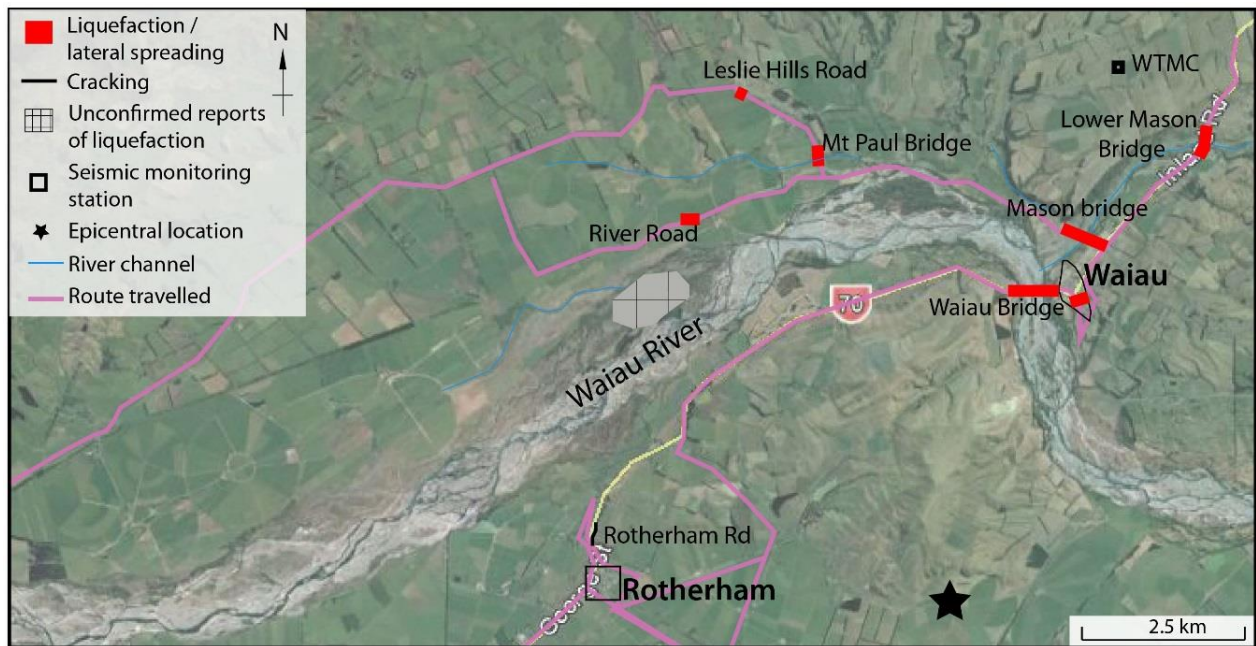 Liquefaction /
lateral spreading
Cracking
Unconfirmed reports
of liquefaction
Seismic monitoring
station
Epicentral location
River channel
Route travelled
N
Leslie Hills Road
WTMC
Lower Mason
Bridge
Mt Paul Bridge
Inland Rd
Mason bridge
River Road
Waiau
70
Waiau Bridge
Waiau River
Rotherham Rd
George St
Rotherham
2.5 km